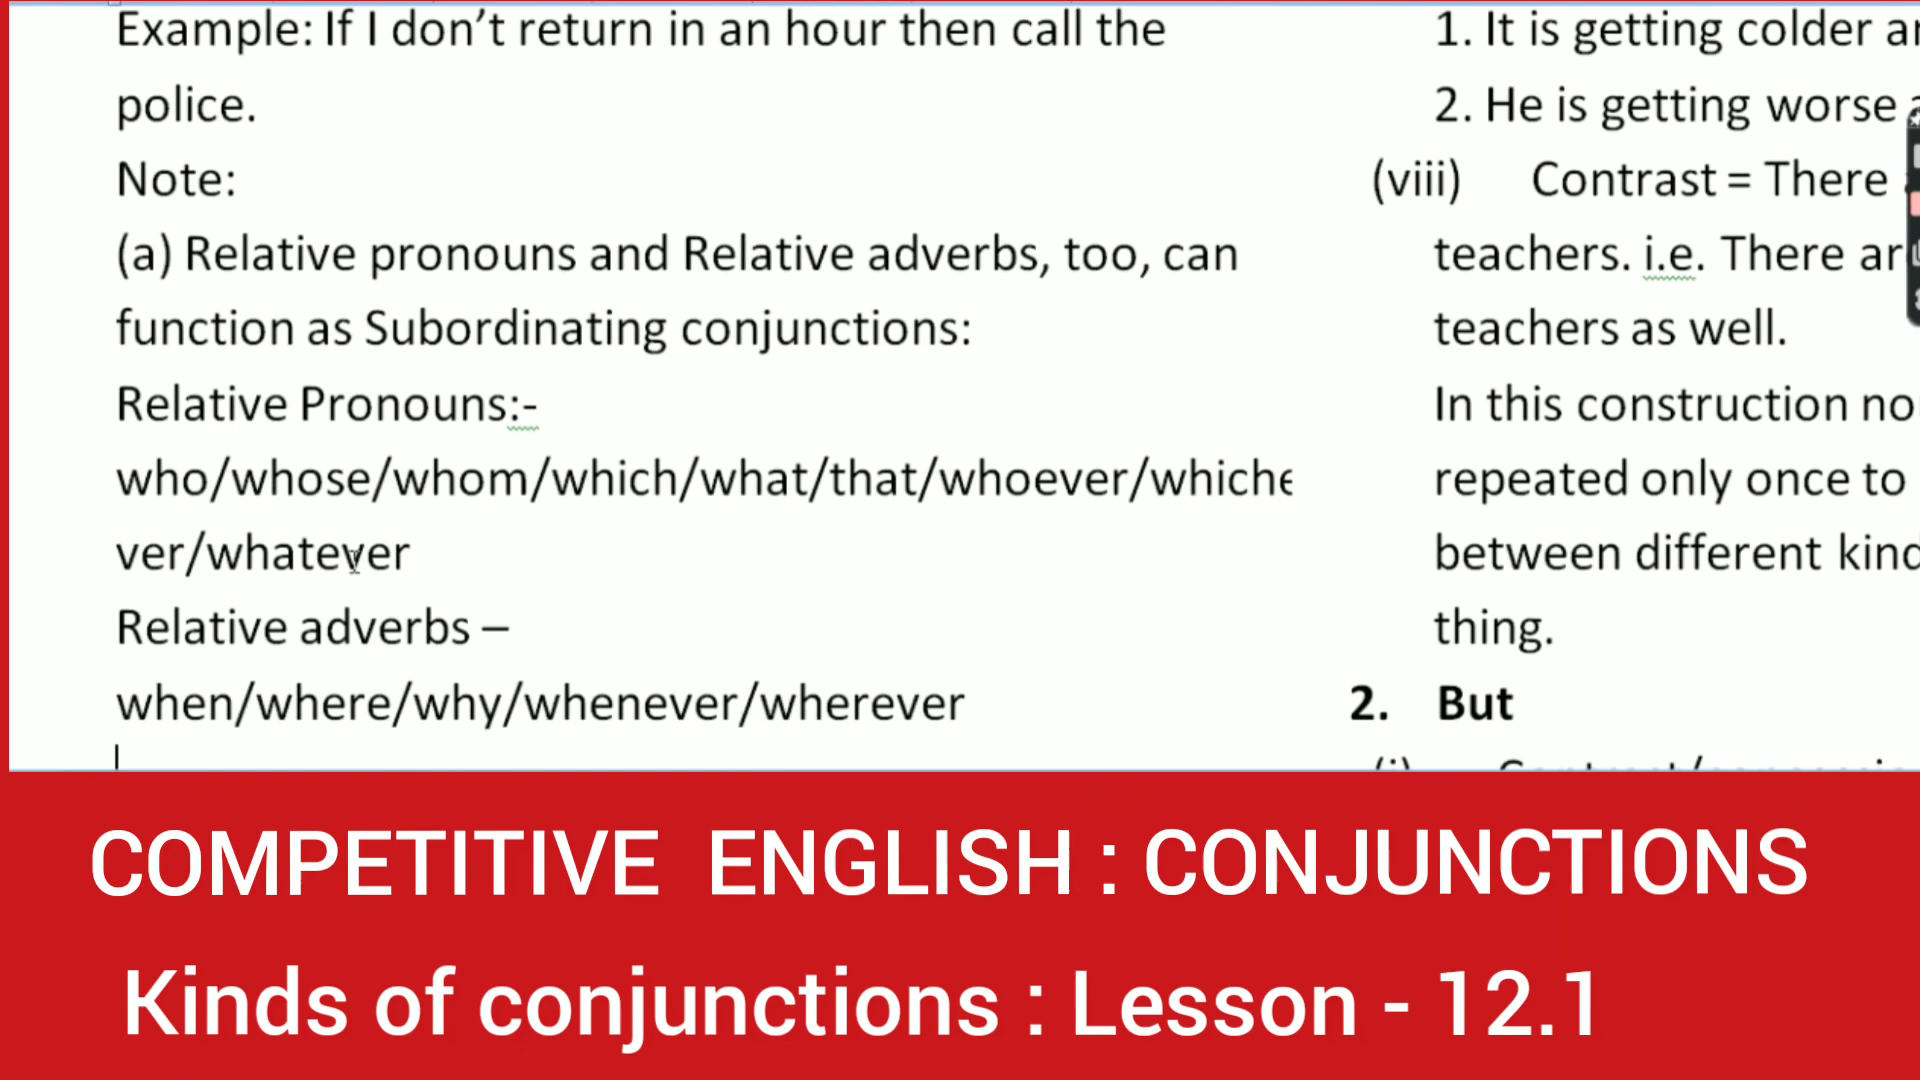 Example: If I don’t return in an hour then call the
police.
Note:
(a) Relative pronouns and Relative adverbs, too, can
function as Subordinating conjunctions:
Relative Pronouns:-
who/whose/whom/which/what/that/whoever/whiche
ver/whatever
Relative adverbs –
when/where/why/whenever/wherever
1. It is getting colder
2. He is getting worse
(viii) Contrast = There
teachers. i.e. There
teachers as well.
In this construction
repeated only once to
between different
thing.
2. But
COMPETITIVE ENGLISH : CONJUNCTIONS
Kinds of conjunctions : Lesson - 12.1